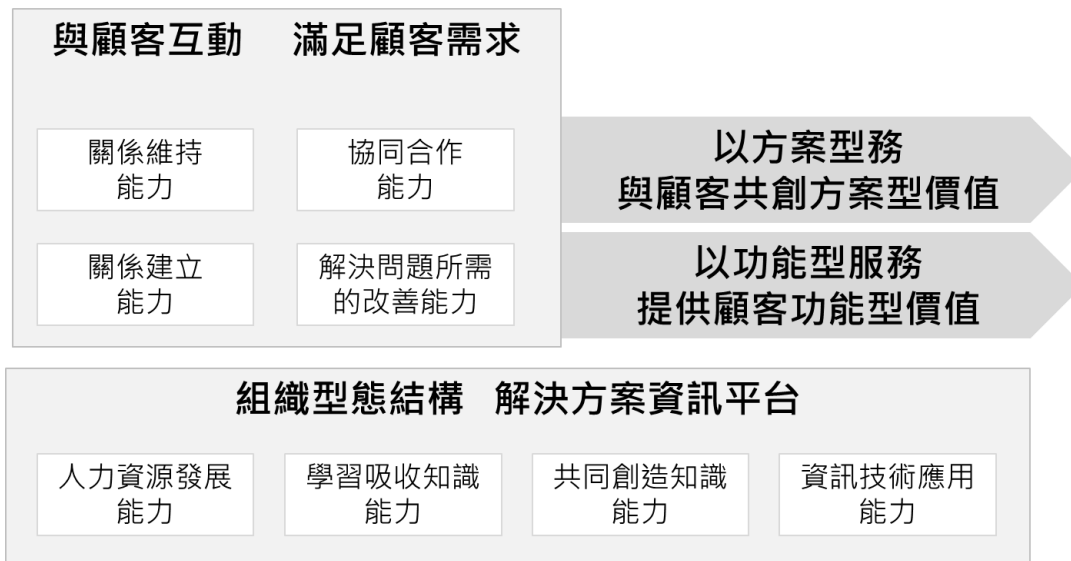 與顧客互動 滿足顧客需求
關係維持
能力
協同合作
能力
關係建立
能力
解決問題所需
的改善能力
以方案型務
與顧客共創方案型價值
以功能型服務
提供顧客功能型價值
組織型態結構 解決方案資訊平台
人力資源發展
能力
學習吸收知識
能力
共同創造知識
能力
資訊技術應用
能力